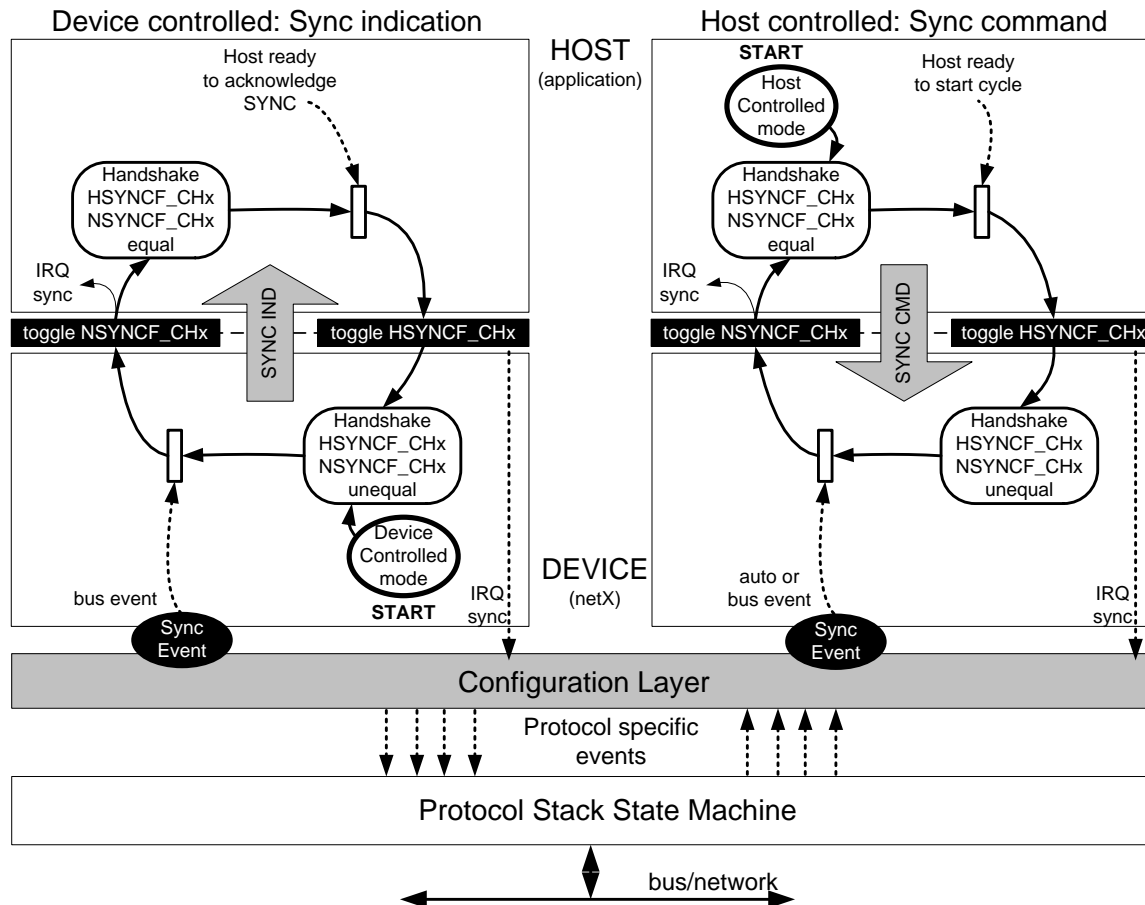 Device controlled: Sync indication
Host ready
to acknowledge
SYNC
Handshake
HSYNCF_CHx
NSYNCF_CHx
equal
IRQ
sync
SYNC IND
toggle NSYNCF_CHx
toggle HSYNCF_CHx
Handshake
HSYNCF_CHx
NSYNCF_CHx
unequal
Device
Controlled
mode
START
bus event
Sync
Event
IRQ
sync
HOST
(application)
DEVICE
(netX)
Host controlled: Sync command
START
Host
Controlled
mode
Host ready
to start cycle
Handshake
HSYNCF_CHx
NSYNCF_CHx
equal
IRQ
sync
SYNC CMD
toggle NSYNCF_CHx
toggle HSYNCF_CHx
Handshake
HSYNCF_CHx
NSYNCF_CHx
unequal
auto or
bus event
Sync
Event
IRQ
sync
Configuration Layer
Protocol specific
events
Protocol Stack State Machine
bus/network